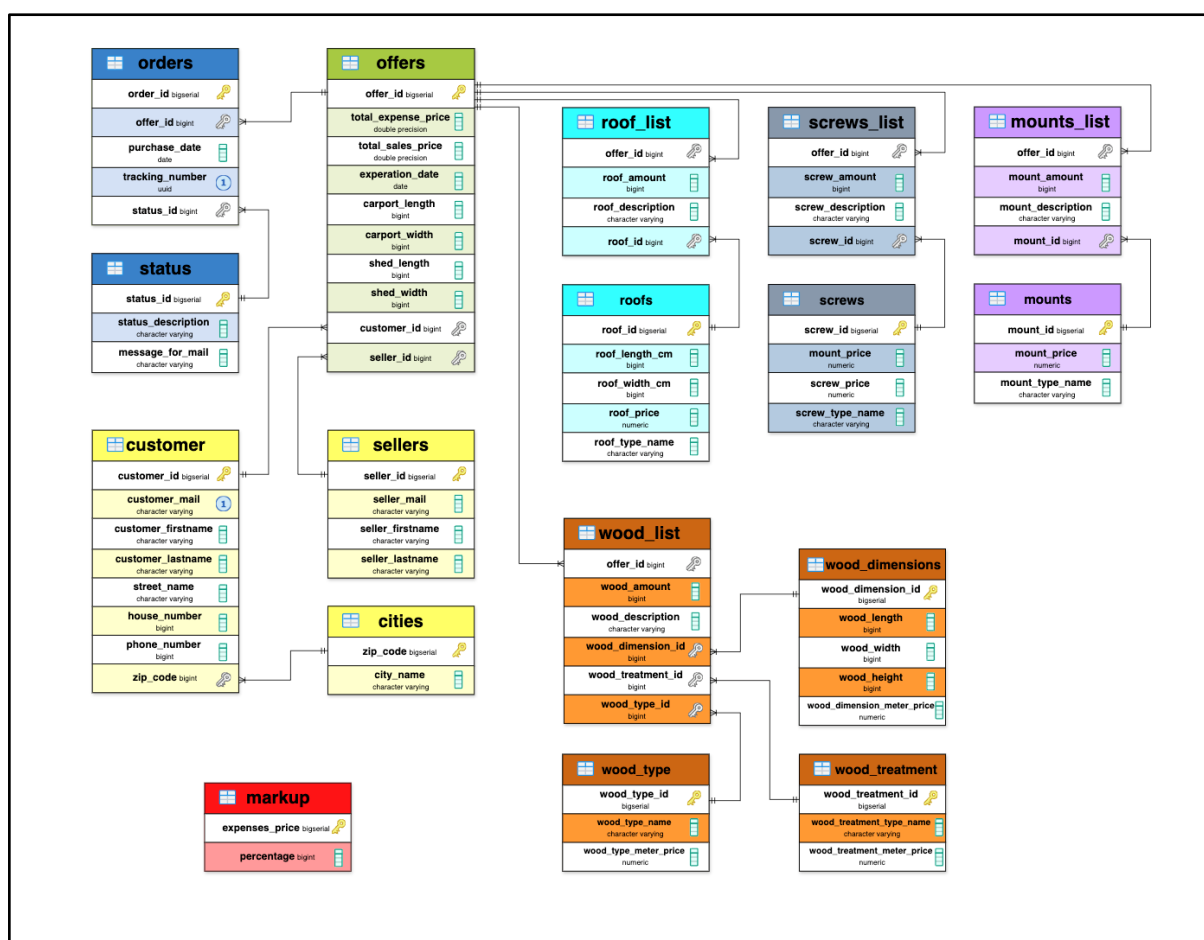 orders
order_id bigserial
offer_id bigint
purchase_date
date
tracking_number
uuid
1
status_id bigint
status
status_id bigserial
status_description
character varying
message_for_mail
character varying
customer
customer_id bigserial
customer_mail
character varying
1
customer_firstname
character varying
customer_lastname
character varying
street_name
character varying
house_number
bigint
phone_number
bigint
zip_code bigint
offers
offer_id bigserial
total_expense_price
double precision
total_sales_price
double precision
experation_date
date
carport_length
bigint
carport_width
bigint
shed_length
bigint
shed_width
bigint
customer_id bigint
seller_id bigint
sellers
seller_id bigserial
seller_mail
character varying
seller_firstname
character varying
seller_lastname
character varying
cities
zip_code bigserial
city_name
character varying
markup
expenses_price bigserial
percentage bigint
roof_list
offer_id bigint
roof_amount
bigint
roof_description
character varying
roof_id bigint
roofs
roof_id bigserial
roof_length_cm
bigint
roof_width_cm
bigint
roof_price
numeric
roof_type_name
character varying
screws_list
offer_id bigint
screw_amount
bigint
screw_description
character varying
screw_id bigint
screws
screw_id bigserial
mount_price
numeric
screw_price
numeric
screw_type_name
character varying
mounts_list
offer_id bigint
mount_amount
bigint
mount_description
character varying
mount_id bigint
mounts
mount_id bigserial
mount_price
numeric
mount_type_name
character varying
wood_list
offer_id bigint
wood_amount
bigint
wood_description
character varying
wood_dimension_id
bigint
wood_treatment_id
bigint
wood_type_id
bigint
wood_dimensions
wood_dimension_id
bigserial
wood_length
bigint
wood_width
bigint
wood_height
bigint
wood_dimension_meter_price
numeric
wood_type
wood_type_id
bigserial
wood_type_name
character varying
wood_type_meter_price
numeric
wood_treatment
wood_treatment_id
bigserial
wood_treatment_type_name
character varying
wood_treatment_meter_price
numeric